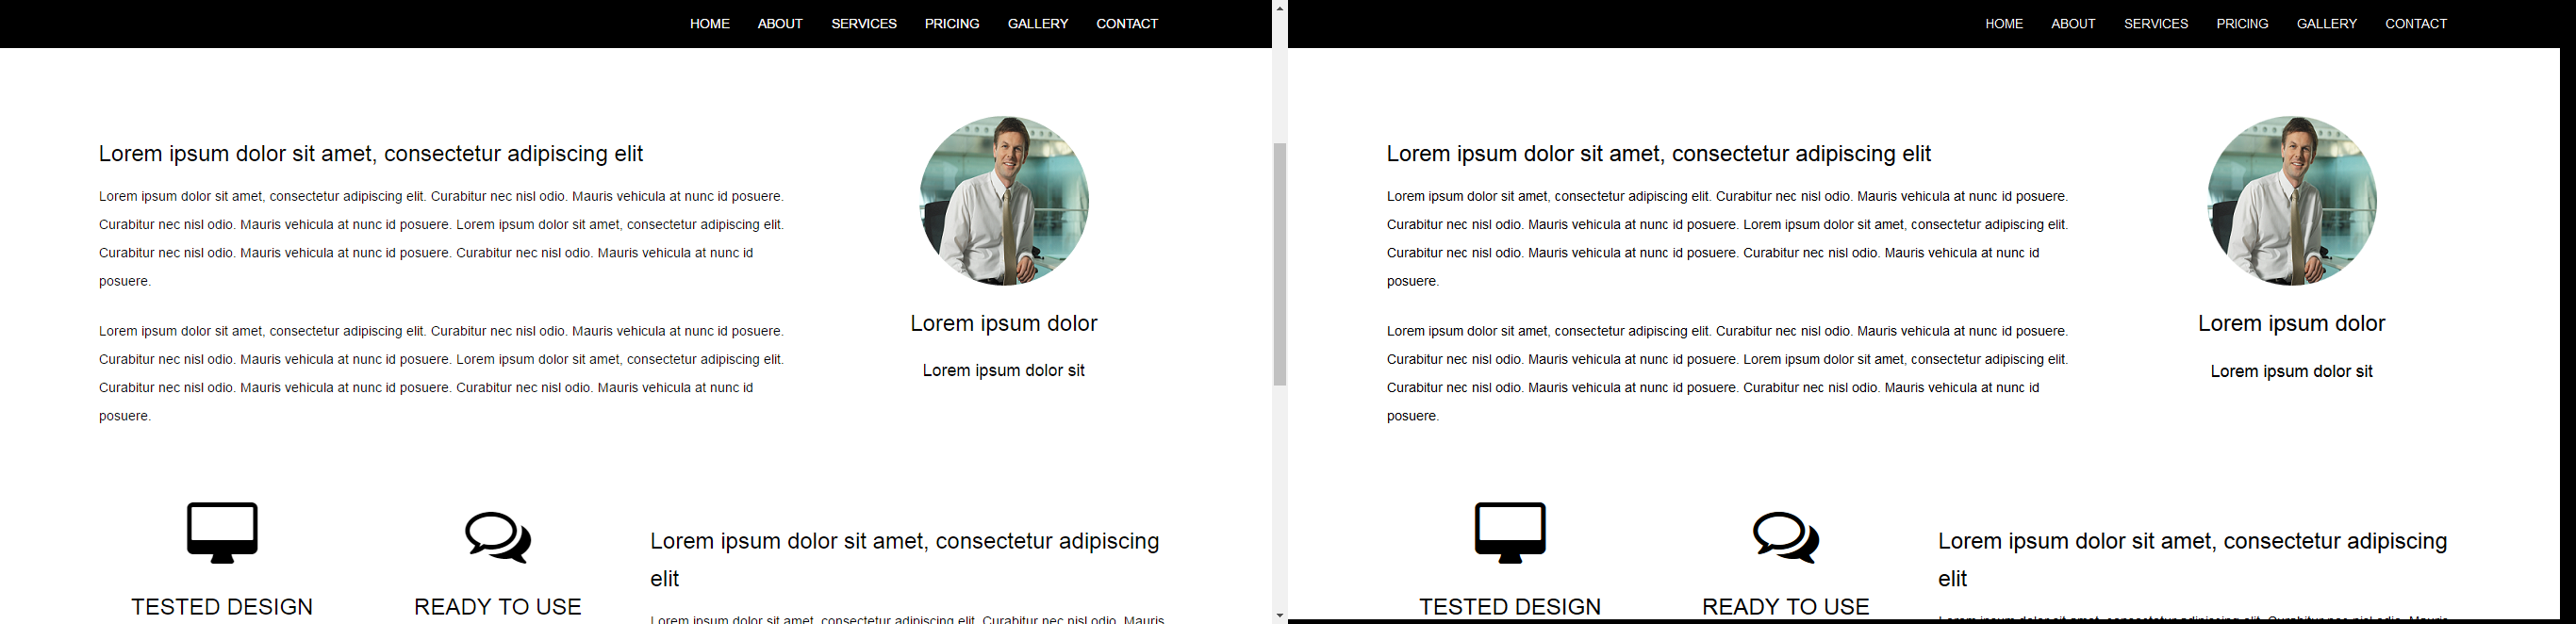 HOME ABOUT SERVICES PRICING GALLERY CONTACT
Lorem ipsum dolor sit amet, consectetur adipiscing elit
Lorem ipsum dolor sit amet, consectetur adipiscing elit. Curabitur nec nisl odio. Mauris vehicula at nunc id posuere.
Curabitur nec nisl odio. Mauris vehicula at nunc id posuere. Lorem ipsum dolor sit amet, consectetur adipiscing elit.
Curabitur nec nisl odio. Mauris vehicula at nunc id posuere. Curabitur nec nisl odio. Mauris vehicula at nunc id
posuere.
Lorem ipsum dolor sit amet, consectetur adipiscing elit. Curabitur nec nisl odio. Mauris vehicula at nunc id posuere.
Curabitur nec nisl odio. Mauris vehicula at nunc id posuere. Lorem ipsum dolor sit amet, consectetur adipiscing elit.
Curabitur nec nisl odio. Mauris vehicula at nunc id posuere. Curabitur nec nisl odio. Mauris vehicula at nunc id
posuere.
Lorem ipsum dolor
Lorem ipsum dolor sit
TESTED DESIGN
READY TO USE
Lorem ipsum dolor sit amet, consectetur adipiscing
elit
Lorem ipsum dolor sit amet, consectetur adipiscing elit. Curabitur nec nisl odio. Mauris
HOME ABOUT SERVICES PRICING GALLERY CONTACT
Lorem ipsum dolor sit amet, consectetur adipiscing elit
Lorem ipsum dolor sit amet, consectetur adipiscing elit. Curabitur nec nisl odio. Mauris vehicula at nunc id posuere.
Curabitur nec nisl odio. Mauris vehicula at nunc id posuere. Lorem ipsum dolor sit amet, consectetur adipiscing elit.
Curabitur nec nisl odio. Mauris vehicula at nunc id posuere. Curabitur nec nisl odio. Mauris vehicula at nunc id
posuere.
Lorem ipsum dolor sit amet, consectetur adipiscing elit. Curabitur nec nisl odio. Mauris vehicula at nunc id posuere.
Curabitur nec nisl odio. Mauris vehicula at nunc id posuere. Lorem ipsum dolor sit amet, consectetur adipiscing elit.
Curabitur nec nisl odio. Mauris vehicula at nunc id posuere. Curabitur nec nisl odio. Mauris vehicula at nunc id
posuere.
Lorem ipsum dolor
Lorem ipsum dolor sit
TESTED DESIGN
READY TO USE
Lorem ipsum dolor sit amet, consectetur adipiscing
elit